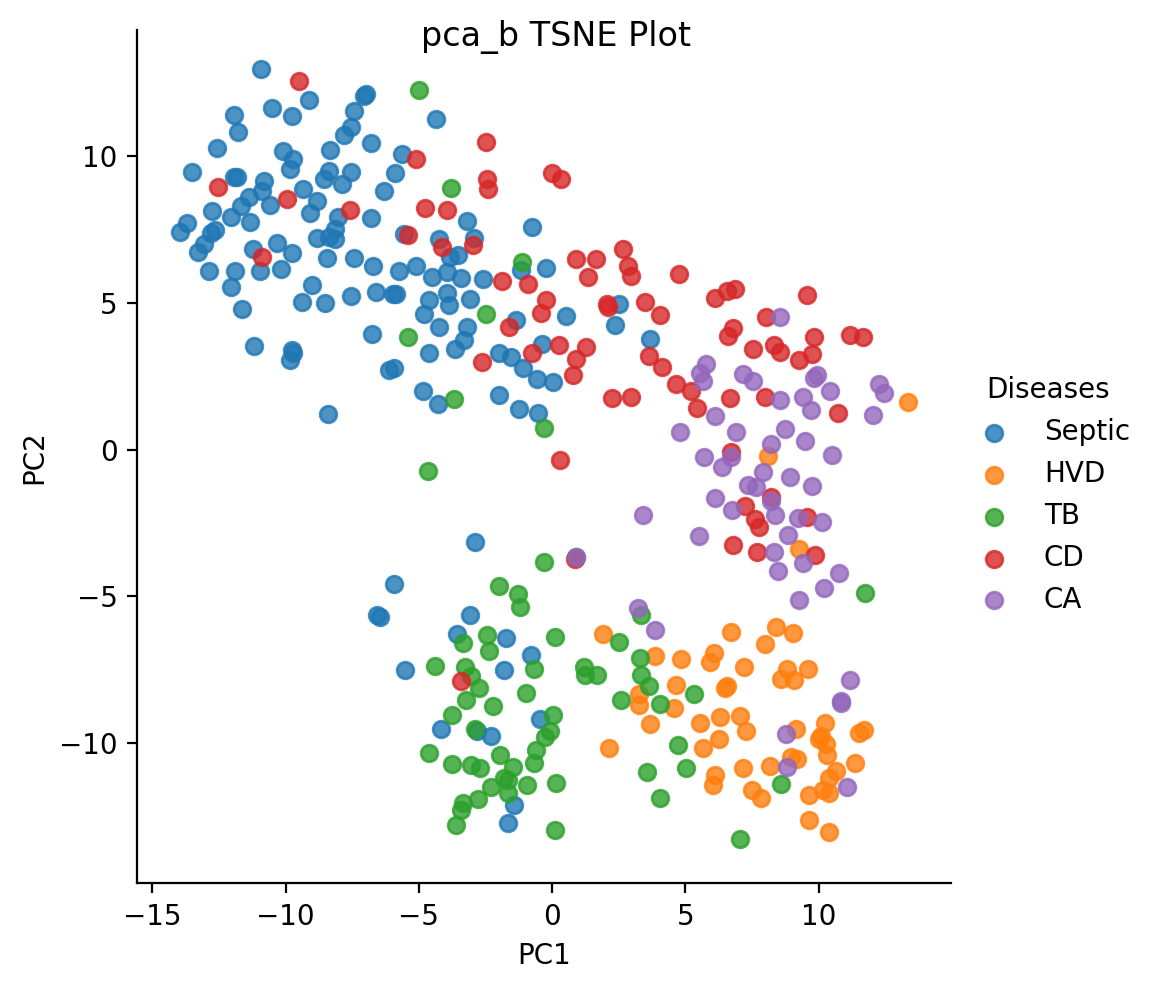 pca_b TSNE Plot
10
5
0
−5
−10
PC2
−15
−10
−5
0
5
10
PC1
Diseases
Septic
HVD
TB
CD
CA